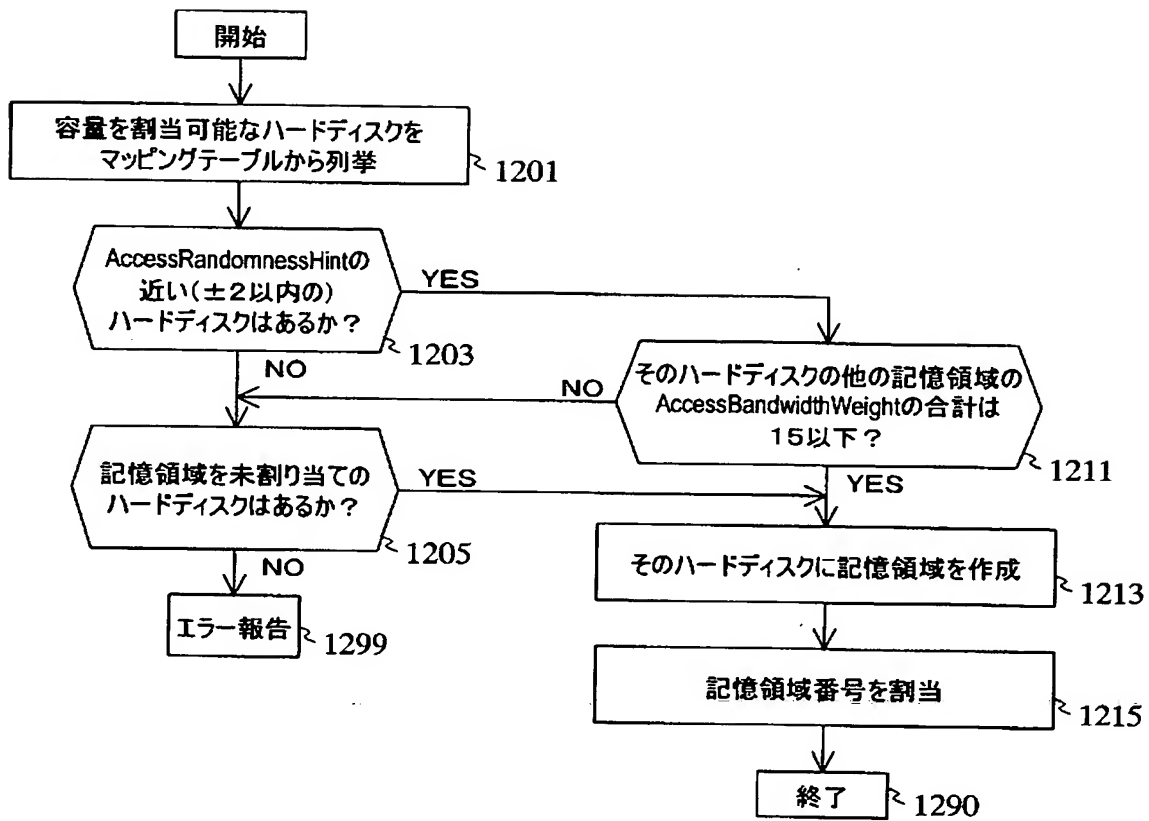 開始
容量を割当可能なハードディスクを
マッピングテーブルから列挙
1201
AccessRandomnessHintの
近い(±2以内の)
ハードディスクはあるか?
1203
YES
NO
そのハードディスクの他の記憶領域の
AccessBandwidthWeightの合計は
15以下?
1211
NO
YES
記憶領域を未割り当ての
ハードディスクはあるか?
1205
YES
NO
そのハードディスクに記憶領域を作成
1213
エラー報告
1299
記憶領域番号を割当
1215
終了
1290